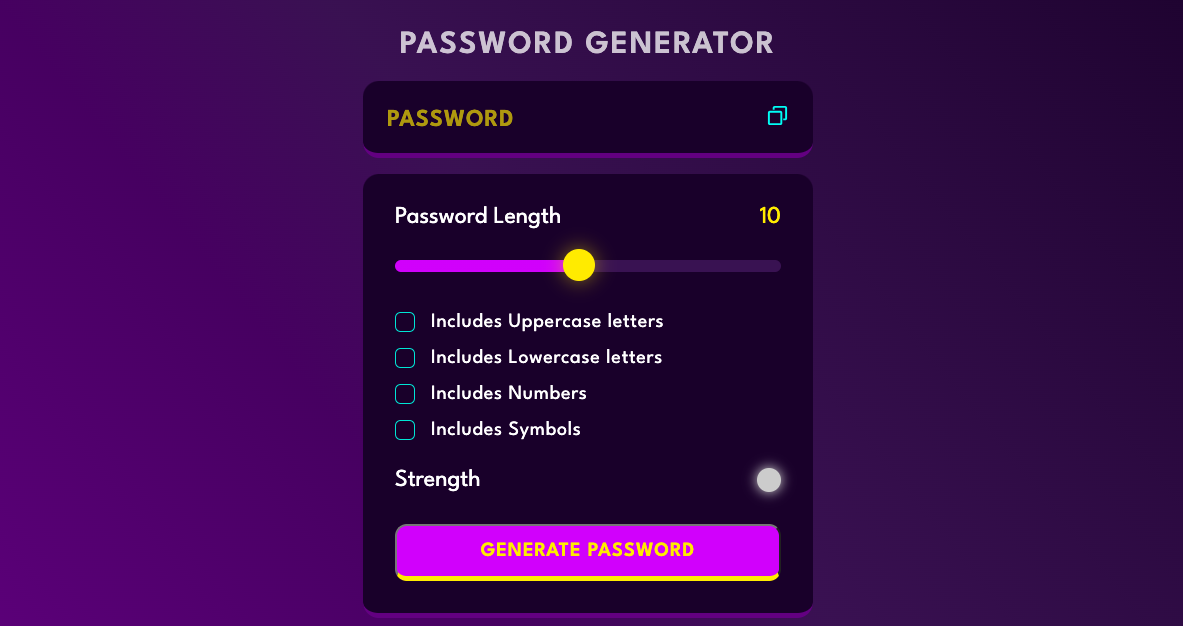 PASSWORD GENERATOR
PASSWORD
Password Length 10
Includes Uppercase letters
Includes Lowercase letters
Includes Numbers
Includes Symbols
Strength
GENERATE PASSWORD